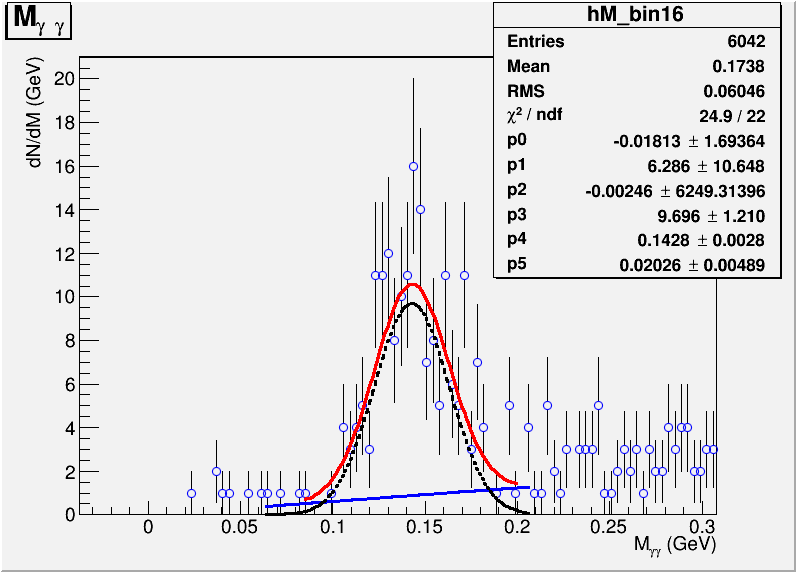 Mγ γ
hM_bin16
Entries 6042
Mean 0.1738
RMS 0.06046
χ² / ndf 24.9 / 22
p0 -0.01813 ± 1.69364
p1 6.286 ± 10.648
p2 -0.00246 ± 6249.31396
p3 9.696 ± 1.210
p4 0.1428 ± 0.0028
p5 0.02026 ± 0.00489
dN/dM (GeV)
20
18
16
14
12
10
8
6
4
2
0
0 0.05 0.1 0.15 0.2 0.25 0.3
Mγγ (GeV)